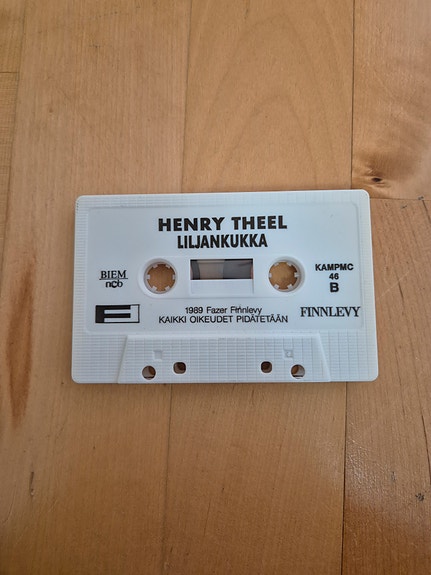 HENRY THEEL
LILJANKUKKA
BIEM
ncb
KAMPMC
46
B
1989 Fazer Finnlevy
KAIKKI OIKEUDET PIDÄTETÄÄN
FINNLEVY